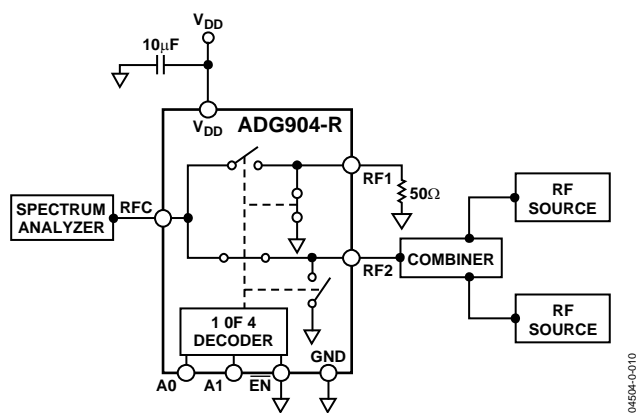 VDD
10µF
VDD
ADG904-R
RF1
50Ω
RF
SOURCE
SPECTRUM
ANALYZER
RFC
RF2
COMBINER
RF
SOURCE
1 0F 4
DECODER
GND
A0
A1
EN
04504-0-010